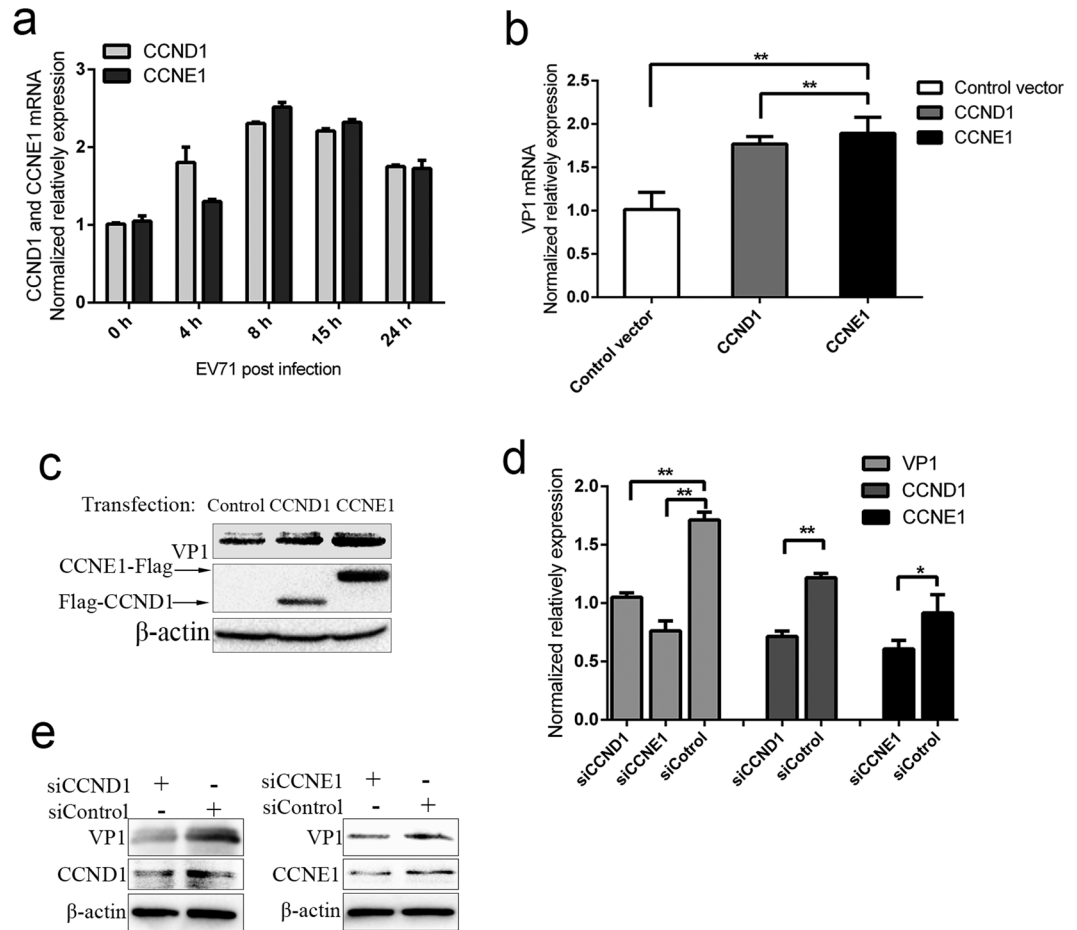 a
CCND1
CCNE1
CCND1 and CCNE1 mRNA
Normalized relatively expression
3
2
1
0
0 h
4 h
8 h
15 h
24 h
EV71 post infection
b
**
**
Control vector
CCND1
CCNE1
VP1 mRNA
Normalized relatively expression
2.5
2.0
1.5
1.0
0.5
0.0
Control vector
CCND1
CCNE1
c
Transfection: Control CCND1 CCNE1
VP1
CCNE1-Flag
Flag-CCND1
β-actin
d
VP1
CCND1
CCNE1
**
**
**
*
Normalized relatively expression
2.0
1.5
1.0
0.5
0.0
siCCND1
siCCNE1
siCotrol
siCCND1
siCotrol
siCCNE1
siCotrol
e
siCCND1 + -
siControl - +
VP1
CCND1
β-actin
siCCNE1 + -
siControl - +
VP1
CCNE1
β-actin